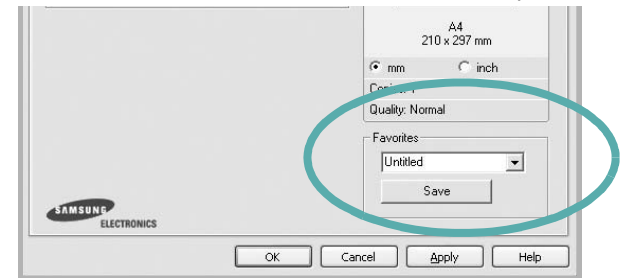 A4
210 x 297 mm
mm
inch
Quality: Normal
Favorites
Untitled
Save
SAMSUNG
ELECTRONICS
OK
Cancel
Apply
Help